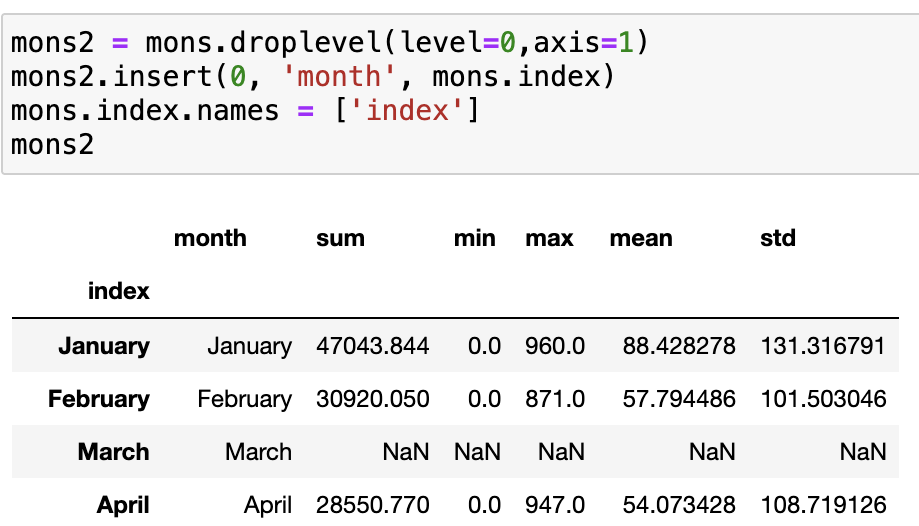 mons2 = mons.droplevel(level=0,axis=1)
mons2.insert(0, 'month', mons.index)
mons.index.names = ['index']
mons2
month sum min max mean std
index
January January 47043.844 0.0 960.0 88.428278 131.316791
February February 30920.050 0.0 871.0 57.794486 101.503046
March March NaN NaN NaN NaN NaN
April April 28550.770 0.0 947.0 54.073428 108.719126